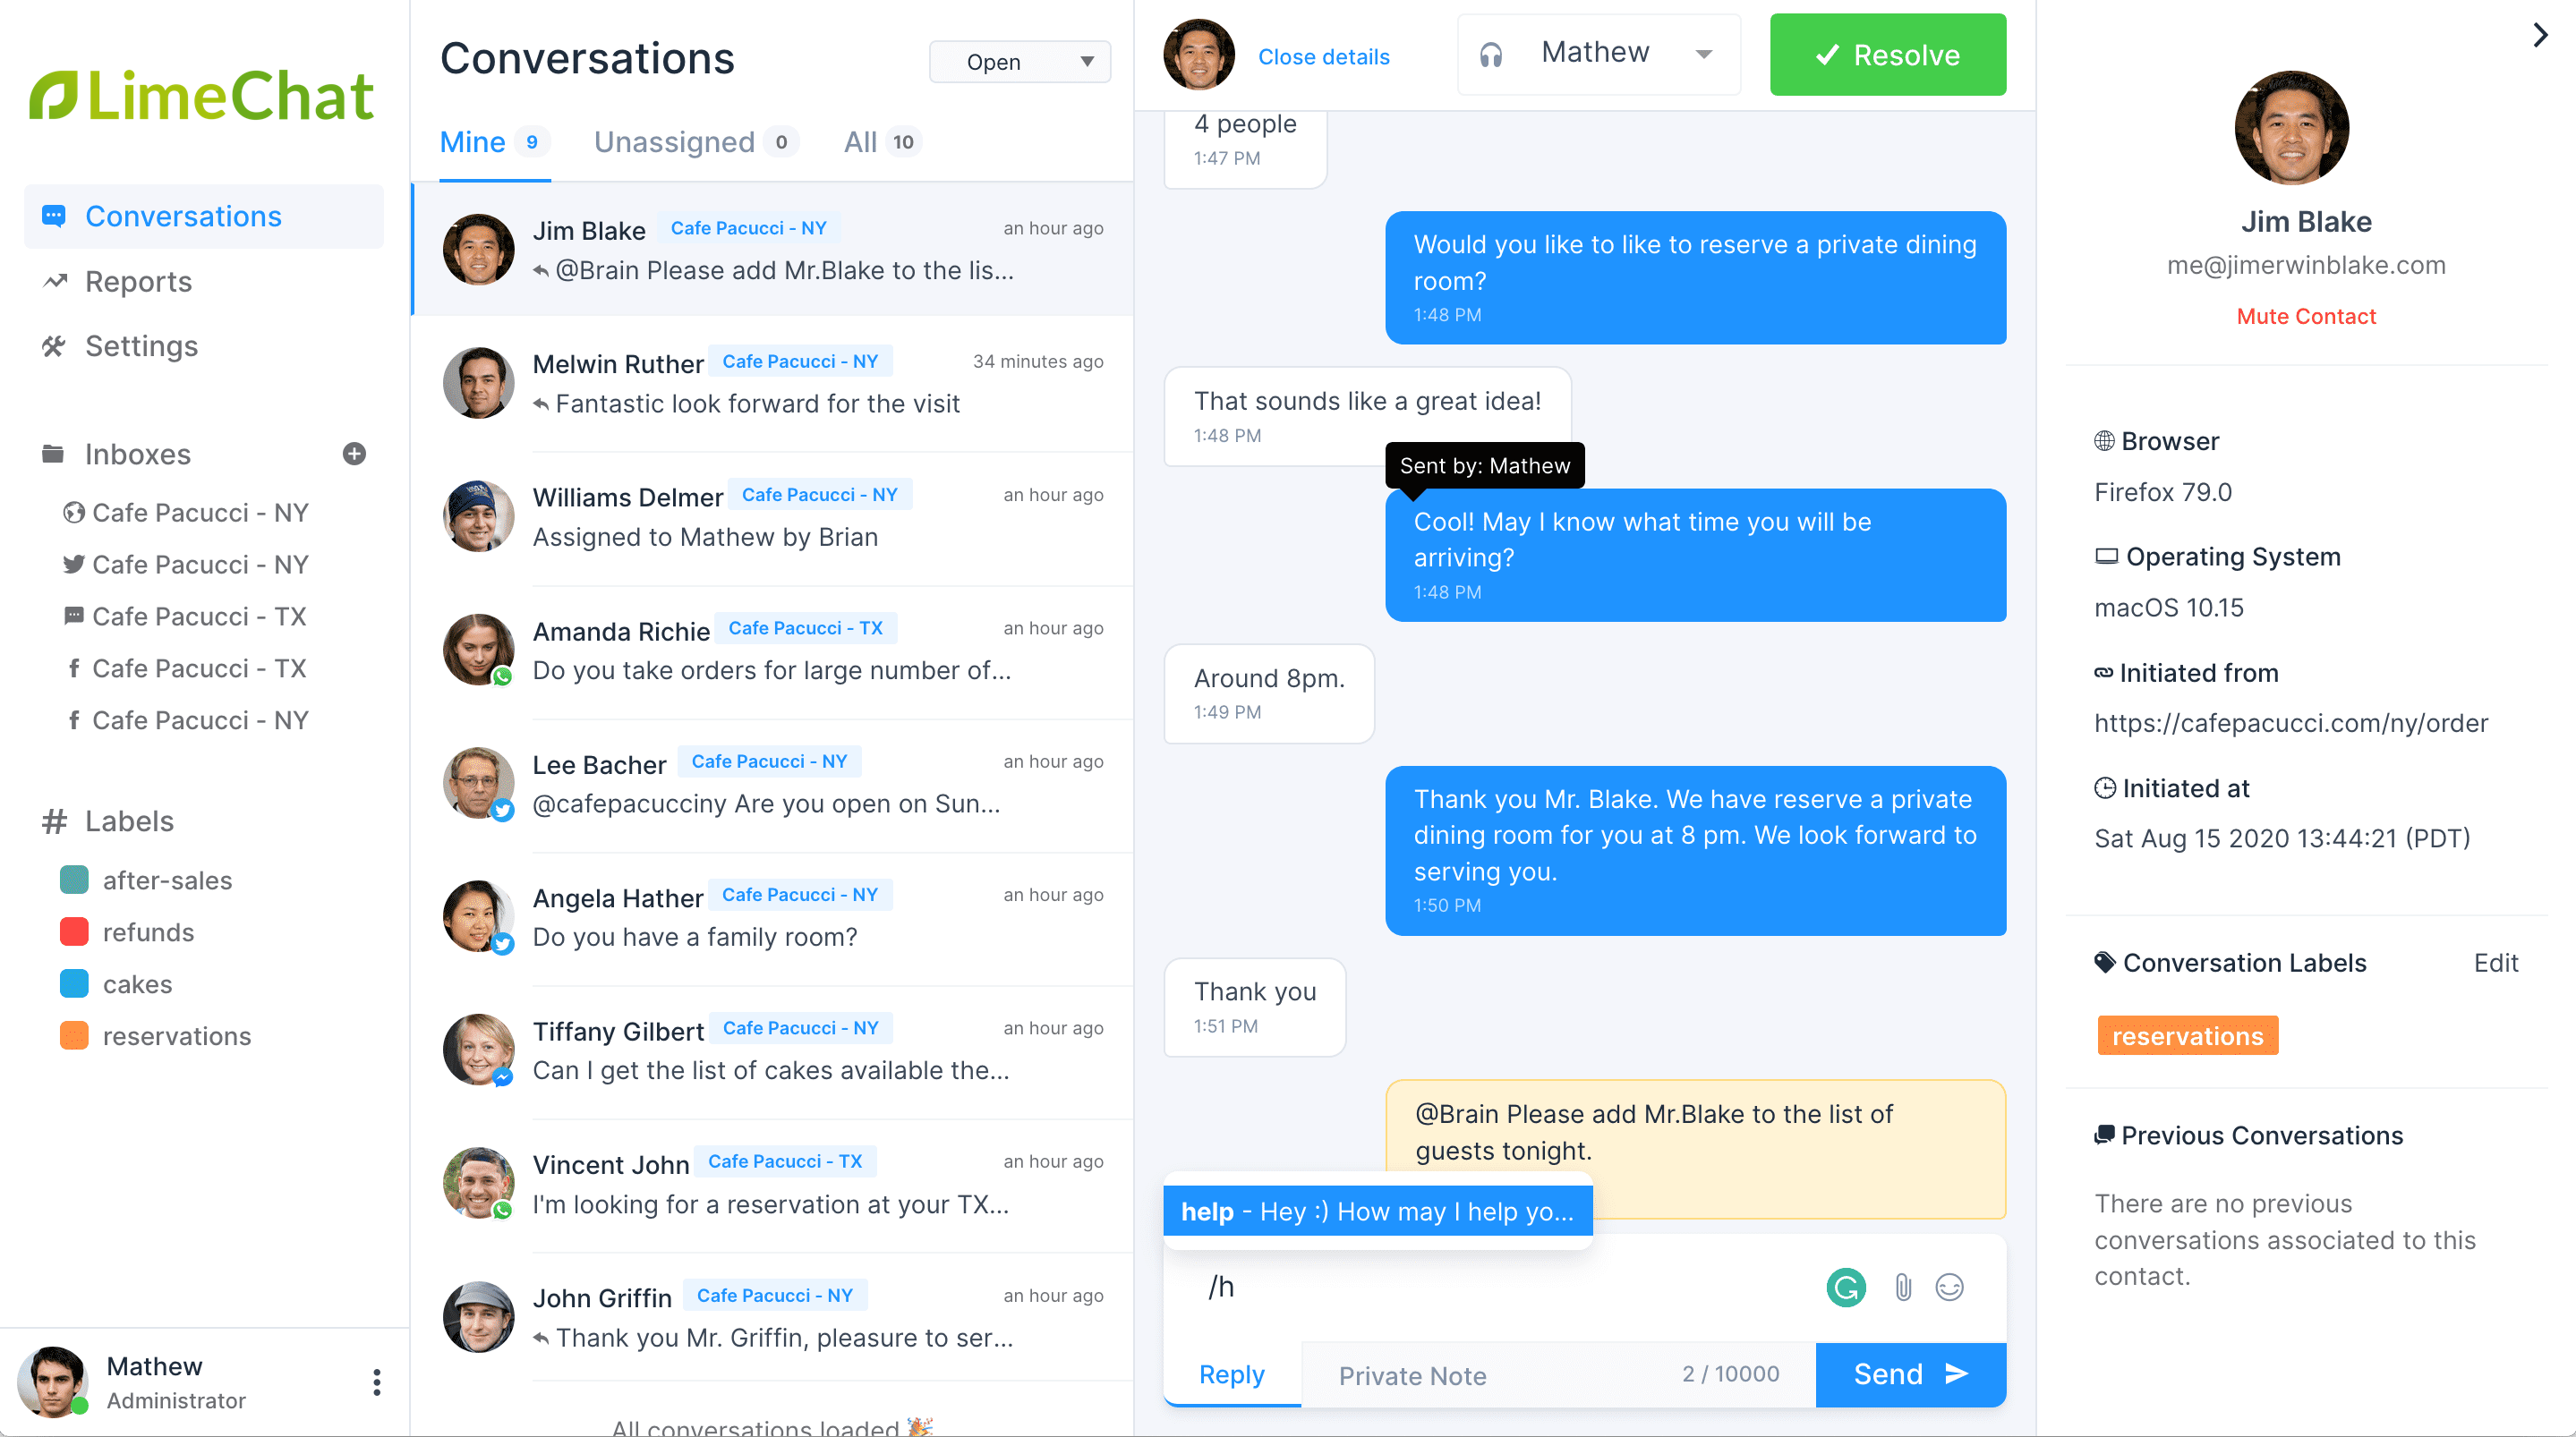 LimeChat
Conversations
Reports
Settings
Inboxes
Cafe Pacucci - NY
Cafe Pacucci - NY
Cafe Pacucci - TX
Cafe Pacucci - TX
Cafe Pacucci - NY
Labels
after-sales
refunds
cakes
reservations
Mathew
Administrator
Conversations
Open
Mine 9 Unassigned 0 All 10
Jim Blake Cafe Pacucci - NY an hour ago
@Brain Please add Mr.Blake to the lis...
Melwin Ruther Cafe Pacucci - NY 34 minutes ago
Fantastic look forward for the visit
Williams Delmer Cafe Pacucci - NY an hour ago
Assigned to Mathew by Brian
Amanda Richie Cafe Pacucci - TX an hour ago
Do you take orders for large number of...
Lee Bacher Cafe Pacucci - NY an hour ago
@cafepacucciny Are you open on Sun...
Angela Hather Cafe Pacucci - NY an hour ago
Do you have a family room?
Tiffany Gilbert Cafe Pacucci - NY an hour ago
Can I get the list of cakes available the...
Vincent John Cafe Pacucci - TX an hour ago
I'm looking for a reservation at your TX...
John Griffin Cafe Pacucci - NY an hour ago
Thank you Mr. Griffin, pleasure to ser...
All conversations loaded 🎉
Close details
Mathew
Resolve
4 people
1:47 PM
Would you like to like to reserve a private dining
room?
1:48 PM
That sounds like a great idea!
1:48 PM
Sent by: Mathew
Cool! May I know what time you will be
arriving?
1:48 PM
Around 8pm.
1:49 PM
Thank you Mr. Blake. We have reserve a private
dining room for you at 8 pm. We look forward to
serving you.
1:50 PM
Thank you
1:51 PM
@Brain Please add Mr.Blake to the list of
guests tonight.
help - Hey :) How may I help yo...
/h
Reply
Private Note
2 / 10000
Send
Jim Blake
me@jimerwinblake.com
Mute Contact
Browser
Firefox 79.0
Operating System
macOS 10.15
Initiated from
https://cafepacucci.com/ny/order
Initiated at
Sat Aug 15 2020 13:44:21 (PDT)
Conversation Labels Edit
reservations
Previous Conversations
There are no previous
conversations associated to this
contact.